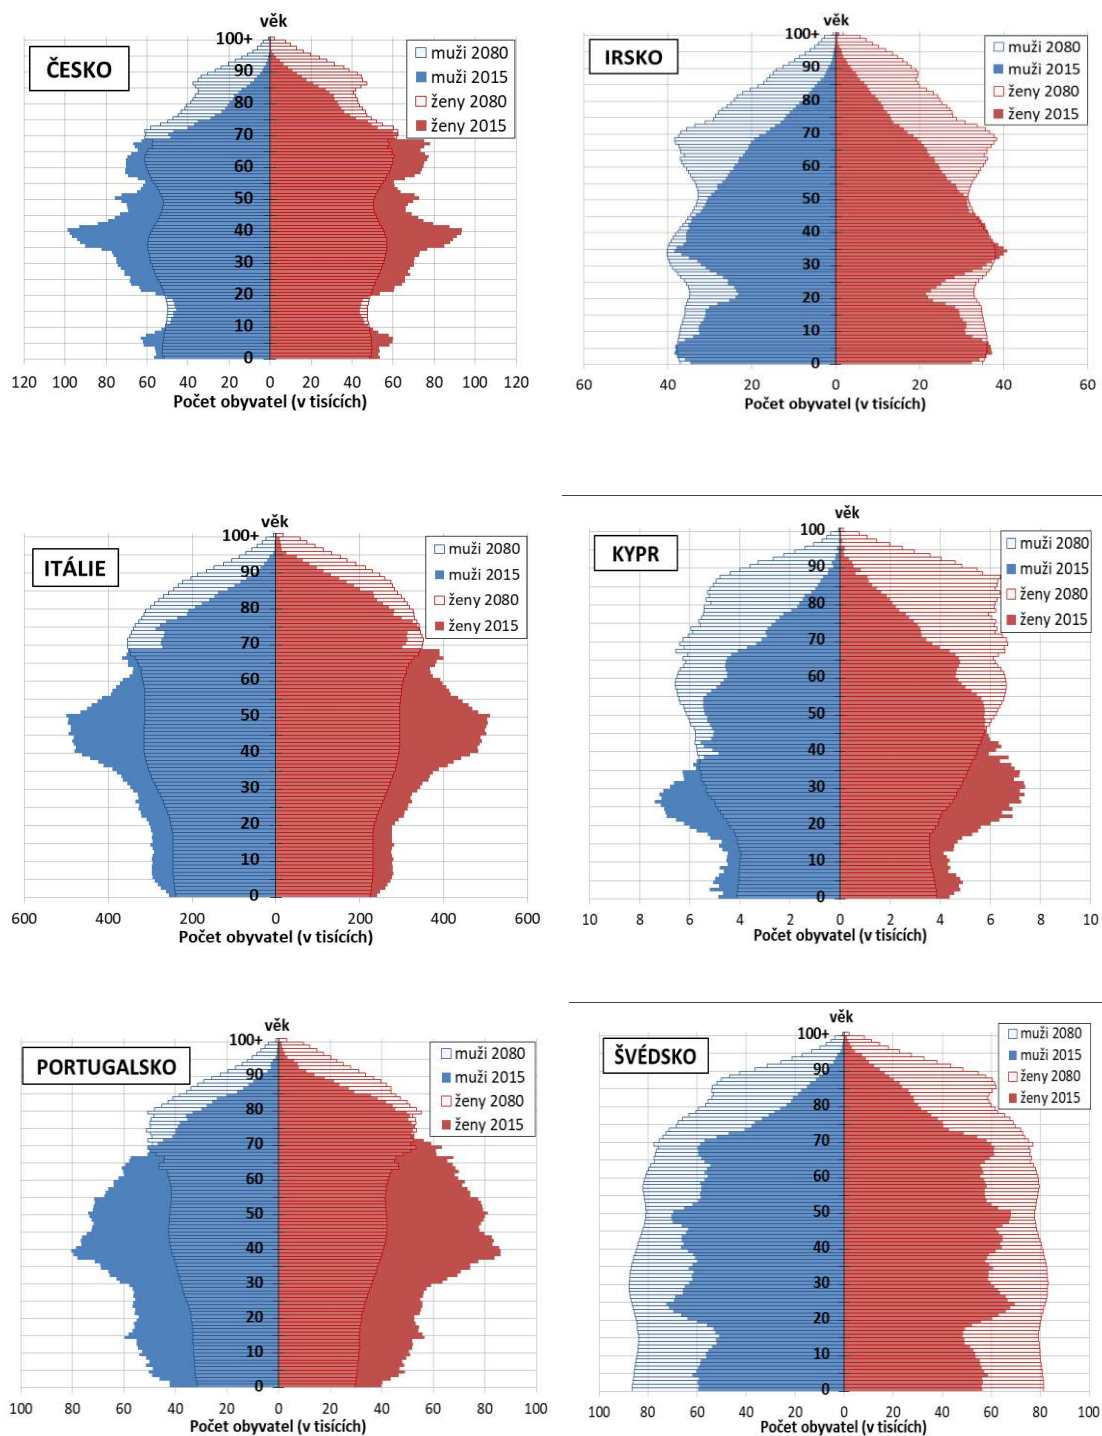 věk
ČESKO
muži 2080
muži 2015
ženy 2080
ženy 2015
100+
90
80
70
60
50
40
30
20
10
0
120 100 80 60 40 20 0 20 40 60 80 100 120
Počet obyvatel (v tisících)
věk
IRSKO
muži 2080
muži 2015
ženy 2080
ženy 2015
100+
90
80
70
60
50
40
30
20
10
0
60 40 20 0 20 40 60
Počet obyvatel (v tisících)
věk
ITÁLIE
muži 2080
muži 2015
ženy 2080
ženy 2015
100+
90
80
70
60
50
40
30
20
10
0
600 400 200 0 200 400 600
Počet obyvatel (v tisících)
věk
KYPR
muži 2080
muži 2015
ženy 2080
ženy 2015
100
90
80
70
60
50
40
30
20
10
0
10 8 6 4 2 0 2 4 6 8 10
Počet obyvatel (v tisících)
věk
PORTUGALSKO
muži 2080
muži 2015
ženy 2080
ženy 2015
100+
90
80
70
60
50
40
30
20
10
0
100 80 60 40 20 0 20 40 60 80 100
Počet obyvatel (v tisících)
věk
ŠVÉDSKO
muži 2080
muži 2015
ženy 2080
ženy 2015
100+
90
80
70
60
50
40
30
20
10
0
100 80 60 40 20 0 20 40 60 80 100
Počet obyvatel (v tisících)